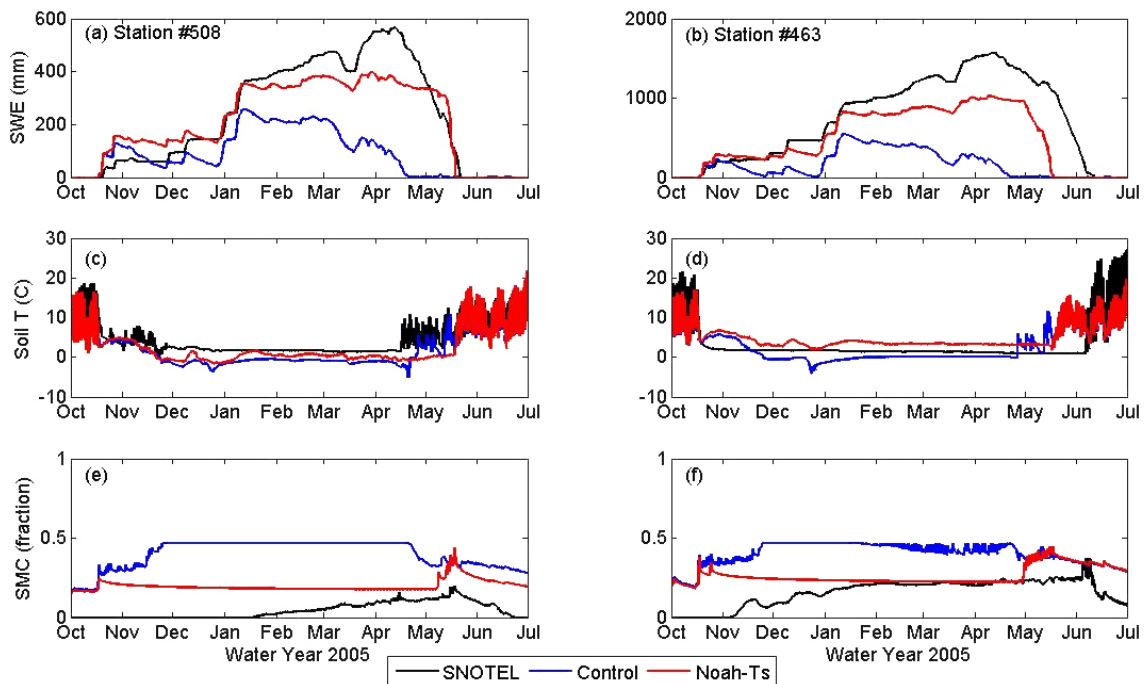 (a) Station #508
SWE (mm)
600
400
200
0
Oct Nov Dec Jan Feb Mar Apr May Jun Jul
(b) Station #463
2000
1000
0
Oct Nov Dec Jan Feb Mar Apr May Jun Jul
(c)
Soil T (C)
30
20
10
0
-10
Oct Nov Dec Jan Feb Mar Apr May Jun Jul
(d)
30
20
10
0
-10
Oct Nov Dec Jan Feb Mar Apr May Jun Jul
(e)
SMC (fraction)
1
0.5
0
Oct Nov Dec Jan Feb Mar Apr May Jun Jul
Water Year 2005
(f)
1
0.5
0
Oct Nov Dec Jan Feb Mar Apr May Jun Jul
Water Year 2005
SNOTEL Control Noah-Ts